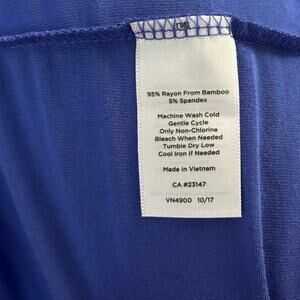 95% Rayon From Bamboo
5% Spandex
Machine Wash Cold
Gentle Cycle
Only Non-Chlorine
Bleach When Needed
Tumble Dry Low
Cool Iron If Needed
Made in Vietnam
CA #23147
VN4900 10/17